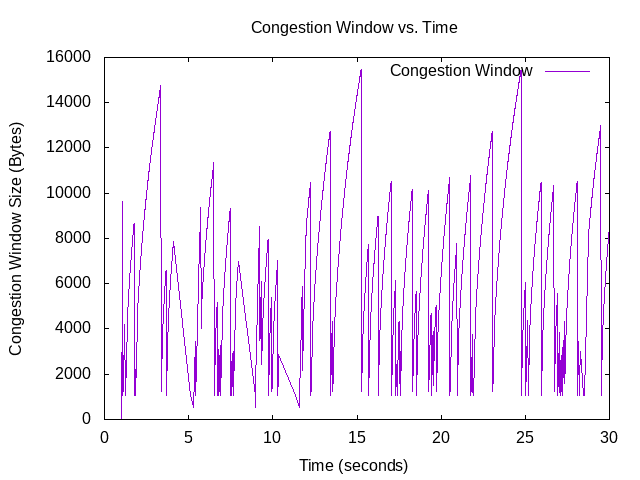 Congestion Window vs. Time
Congestion Window
16000
14000
12000
10000
8000
6000
4000
2000
0
Congestion Window Size (Bytes)
0 5 10 15 20 25 30
Time (seconds)